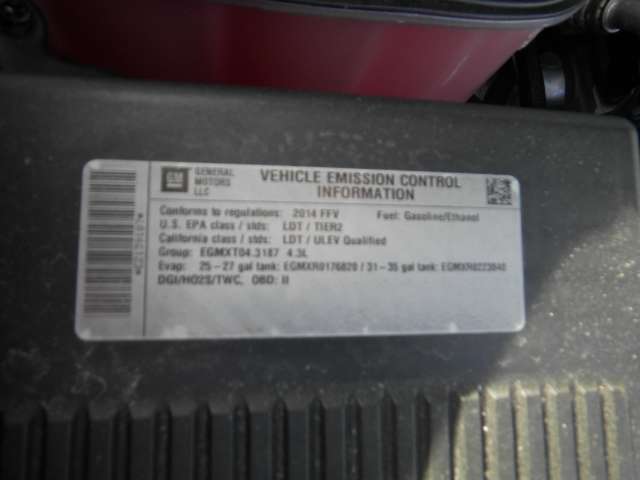 GM GENERAL MOTORS LLC
VEHICLE EMISSION CONTROL INFORMATION
Conforms to regulations: 2014 FFV Fuel: Gasoline/Ethanol
U.S. EPA class / stds: LDT / TIER2
California class / stds: LDT / ULEV Qualified
Group: EGMXT04.3187 4.3L
Evap: 25 - 27 gal tank: EGMXR0176820 / 31 - 35 gal tank: EGMXR0223840
DGI/HO2S/TWC, OBD: II